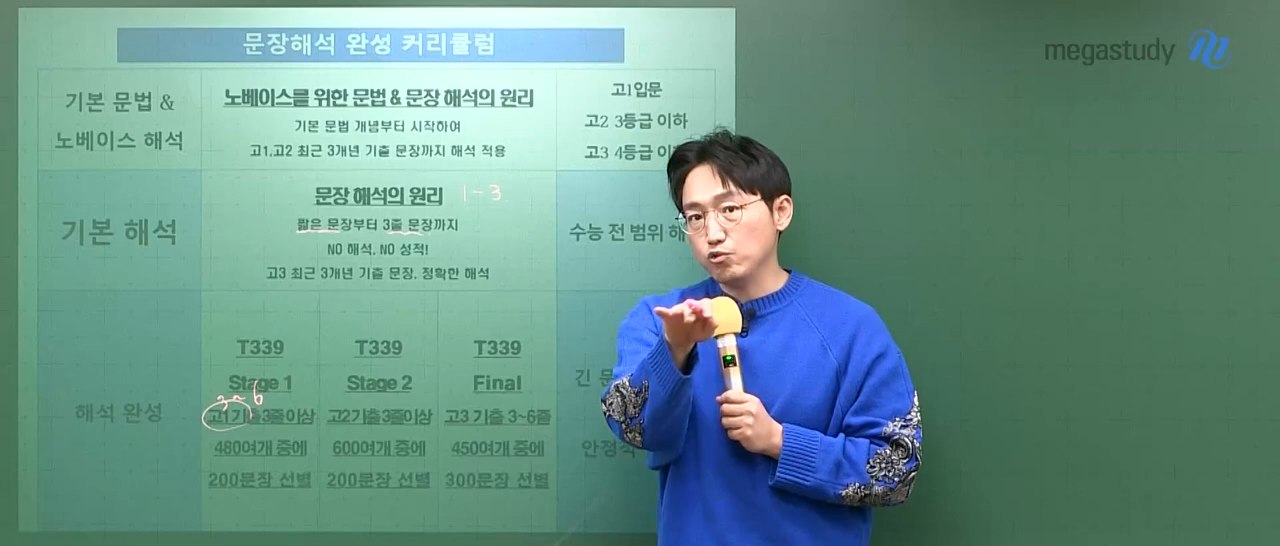 문장해석 완성 커리큘럼
megastudy
기본 문법 &
노베이스 해석
노베이스를 위한 문법 & 문장 해석의 원리
기본 문법 개념부터 시작하여
고1,고2 최근 3개년 기출 문장까지 해석 적용
고1입문
고2 3등급 이하
고3 4등급
기본 해석
문장 해석의 원리 1-3
짧은 문장부터 3줄 문장까지
NO 해석, NO 성적!
고3 최근 3개년 기출 문장, 정확한 해석
수능 전 범위
해석 완성
T339
Stage 1
3~6
고1기출3줄이상
480여개 중에
200문장 선별
T339
Stage 2
고2기출3줄이상
600여개 중에
200문장 선별
T339
Final
고3 기출 3~6줄
450여개 중에
300문장 선별
긴